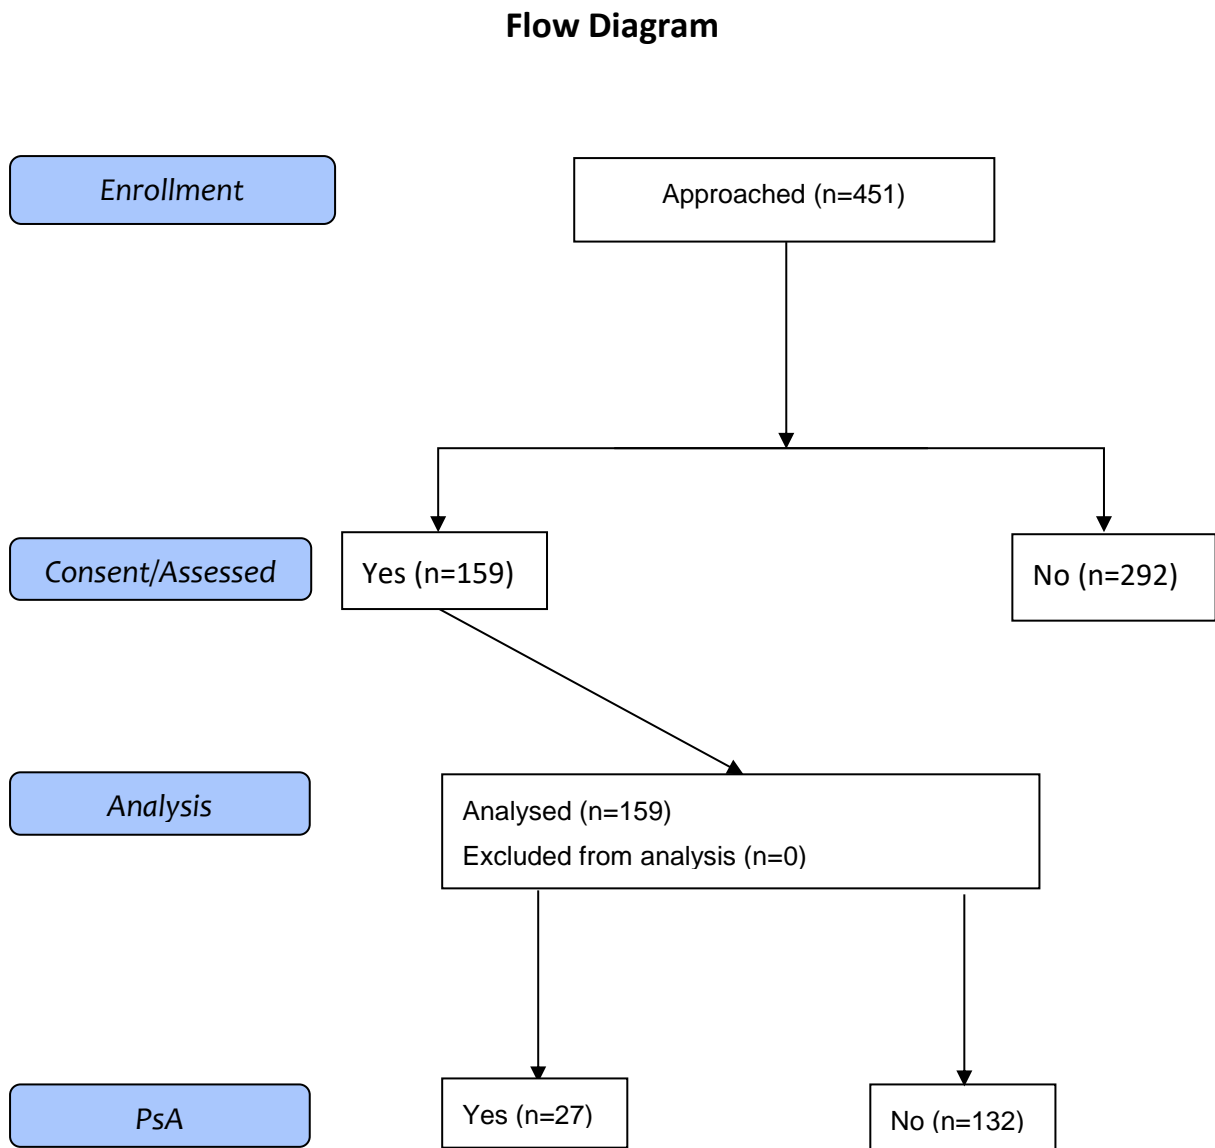 Flow Diagram
Enrollment
Approached (n=451)
Consent/Assessed
Yes (n=159)
No (n=292)
Analysis
Analysed (n=159)
Excluded from analysis (n=0)
PsA
Yes (n=27)
No (n=132)